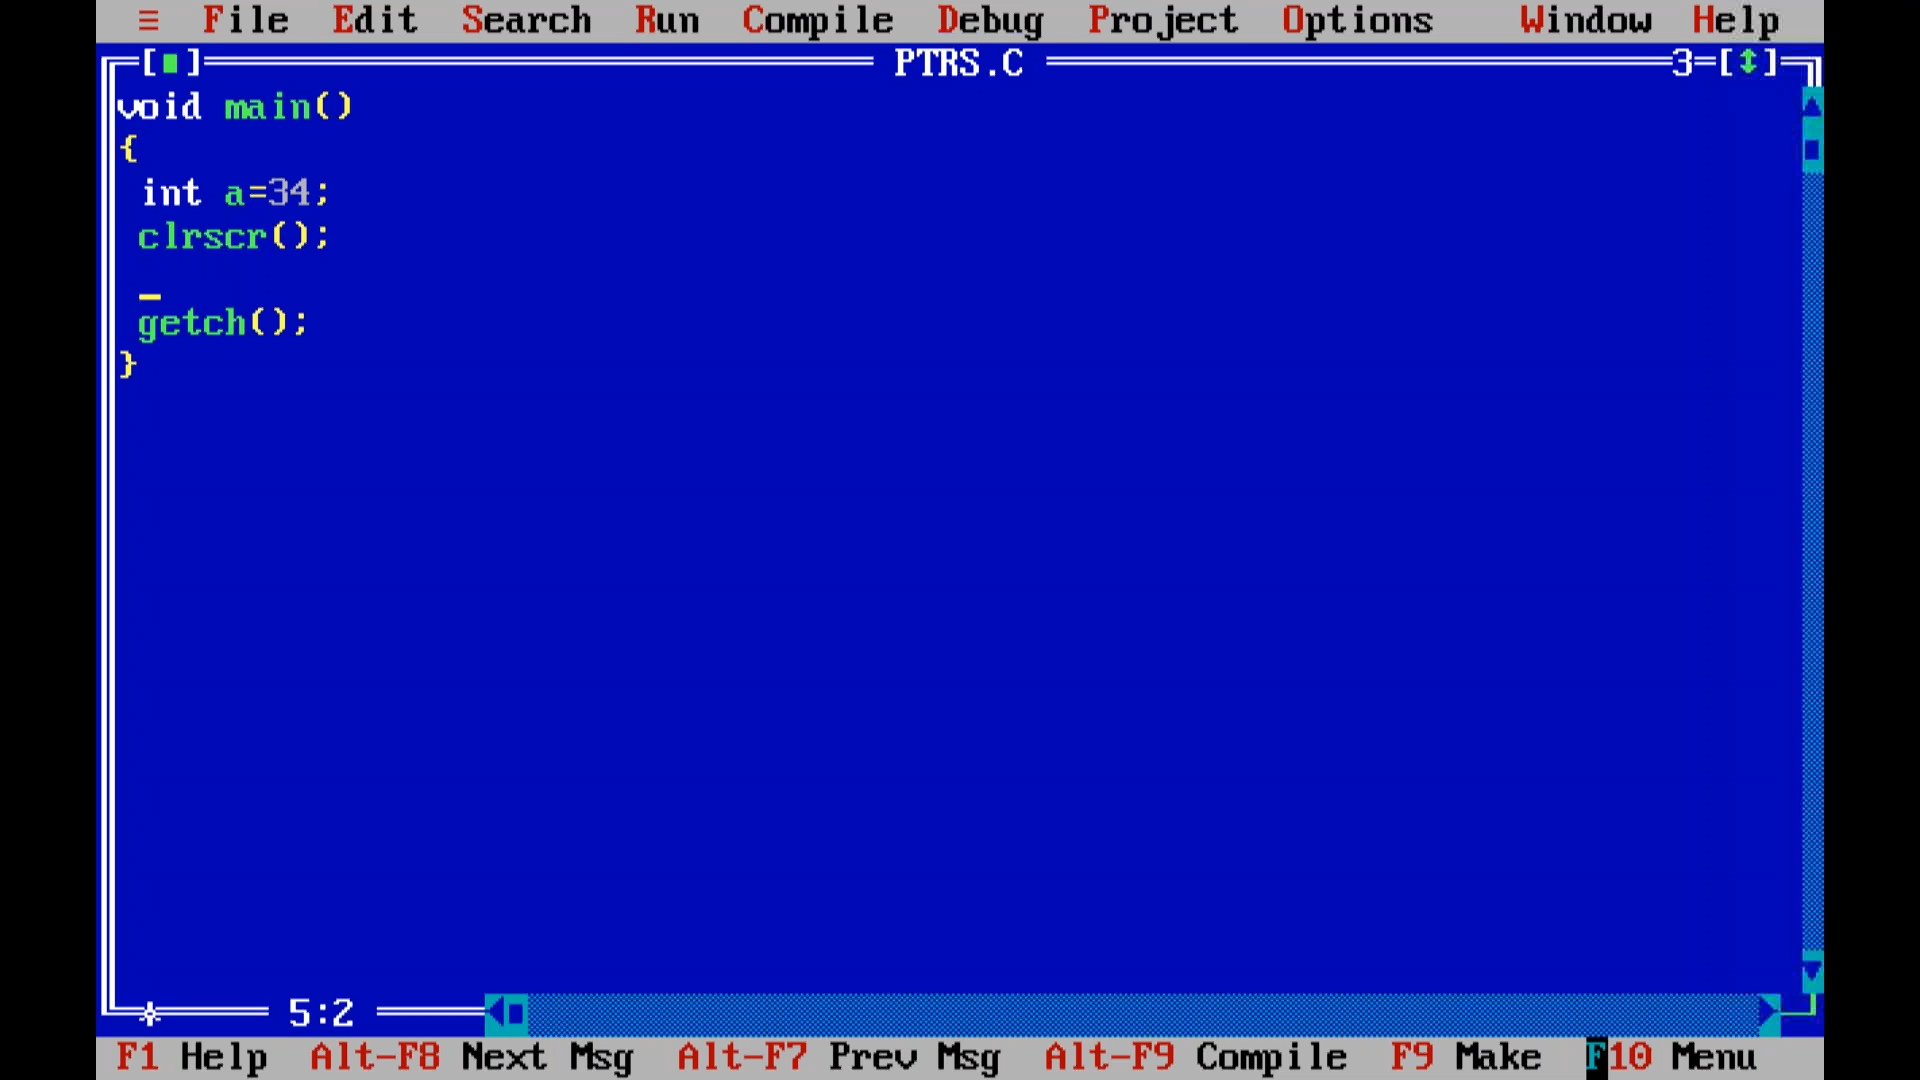 ≡ File Edit Search Run Compile Debug Project Options Window Help
[■] PTRS.C 3=[↕]
void main()
{
int a=34;
clrscr();
_
getch();
}
5:2
F1 Help Alt-F8 Next Msg Alt-F7 Prev Msg Alt-F9 Compile F9 Make F10 Menu